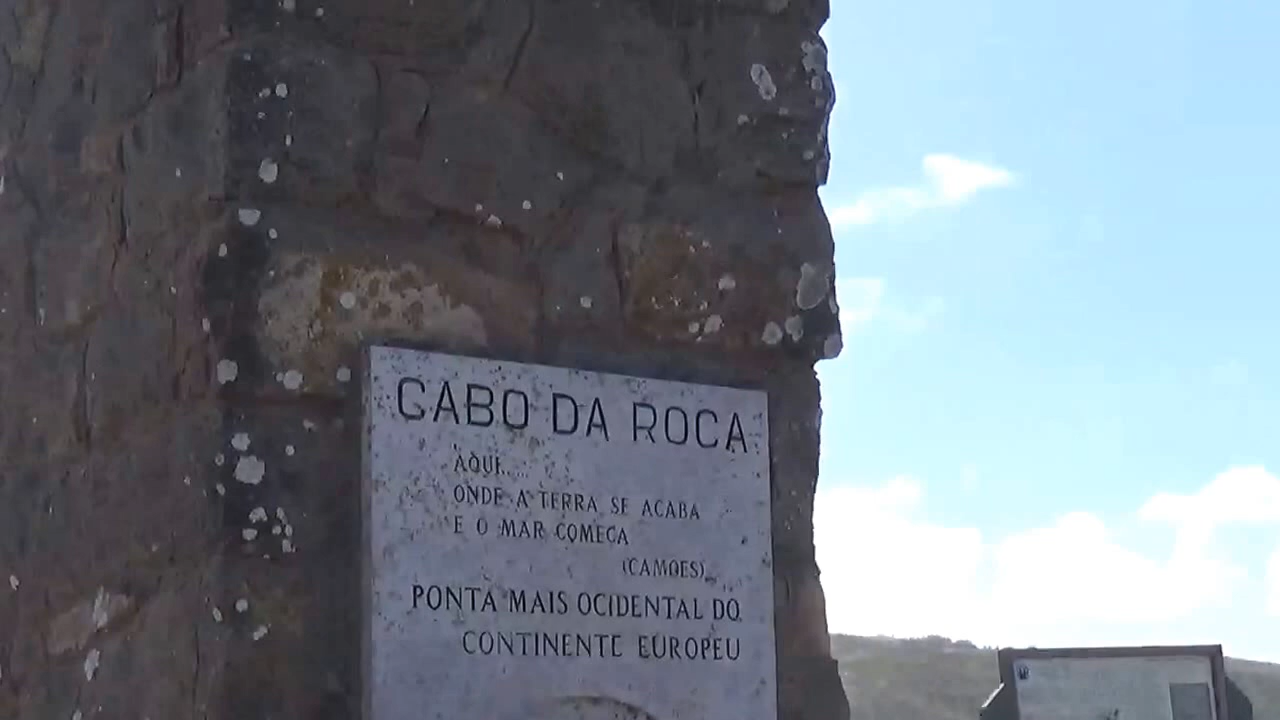 CABO DA ROCA
AQUI....
ONDE A TERRA SE ACABA
E O MAR COMEÇA
(CAMÕES)
PONTA MAIS OCIDENTAL DO
CONTINENTE EUROPEU